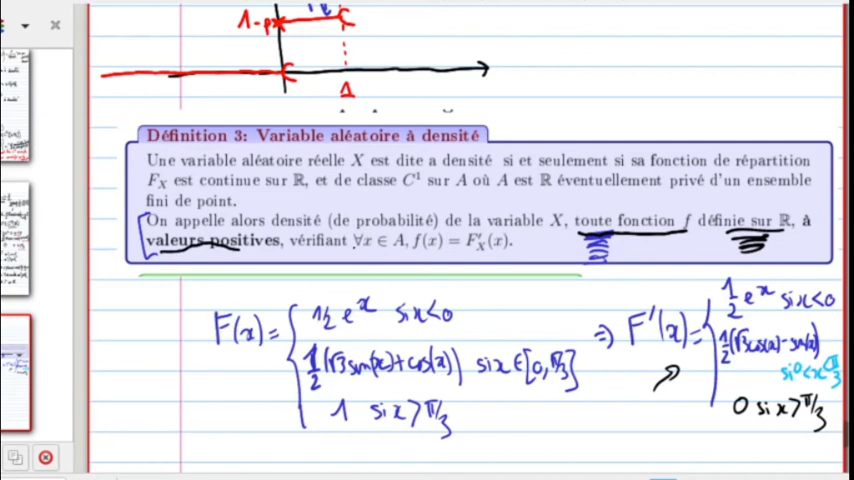 1-p
1
Définition 3: Variable aléatoire à densité
Une variable aléatoire réelle X est dite a densité si et seulement si sa fonction de répartition
F_X est continue sur ℝ, et de classe C¹ sur A où A est ℝ éventuellement privé d'un ensemble
fini de point.
On appelle alors densité (de probabilité) de la variable X, toute fonction f définie sur ℝ, à
valeurs positives, vérifiant ∀x ∈ A, f(x) = F'_X(x).
F(x) = { 1/2 e^x si x<0
1/2 (√3 sin(x) + cos(x)) si x ∈ [0, π/3]
1 si x > π/3
⇒ F'(x) = { 1/2 e^x si x<0
1/2 (√3 cos(x) - sin(x))
si 0<x<π/3
0 si x > π/3